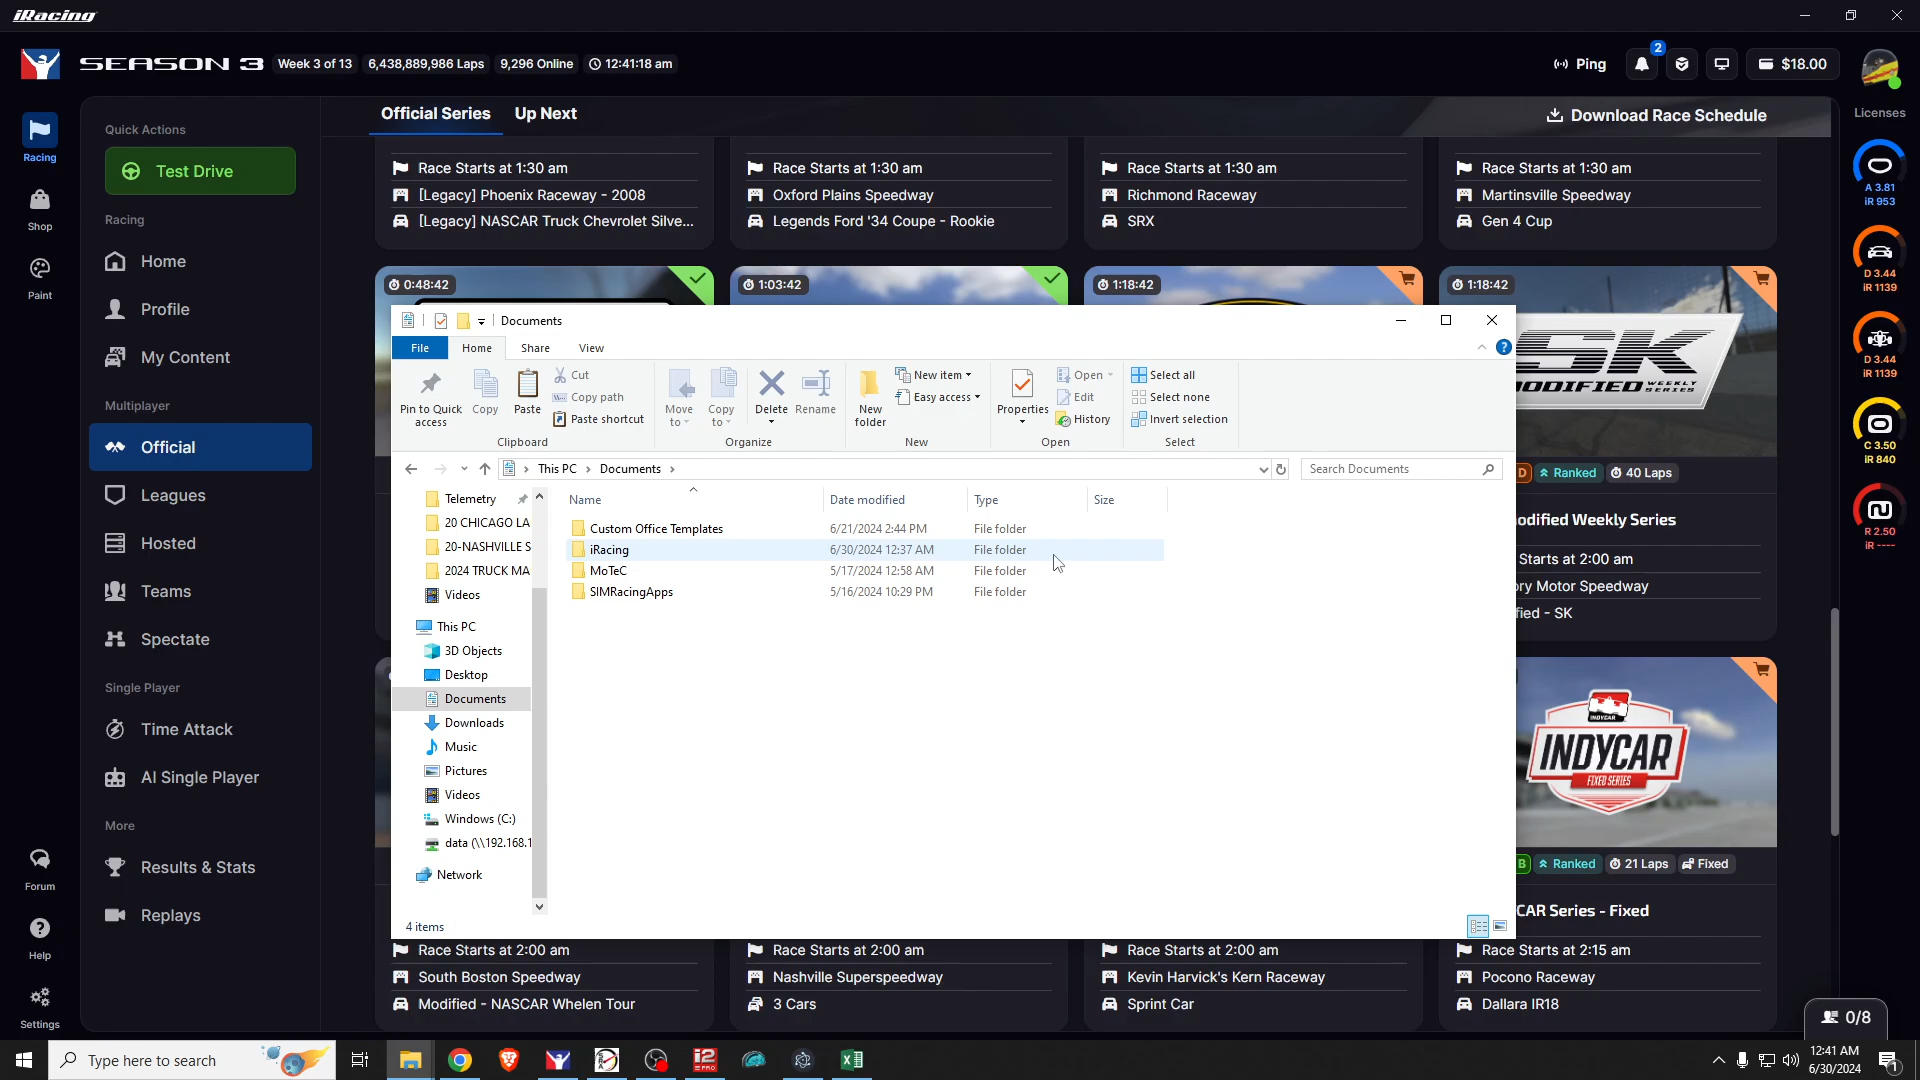 iRacing
SEASON 3
Week 3 of 13
6,438,889,986 Laps
9,296 Online
12:41:18 am
Ping
2
$18.00
Racing
Shop
Paint
Forum
Help
Settings
Quick Actions
Test Drive
Racing
Home
Profile
My Content
Multiplayer
Official
Leagues
Hosted
Teams
Spectate
Single Player
Time Attack
AI Single Player
More
Results & Stats
Replays
Official Series
Up Next
Download Race Schedule
Race Starts at 1:30 am
[Legacy] Phoenix Raceway - 2008
[Legacy] NASCAR Truck Chevrolet Silve...
Race Starts at 1:30 am
Oxford Plains Speedway
Legends Ford '34 Coupe - Rookie
Race Starts at 1:30 am
Richmond Raceway
SRX
Race Starts at 1:30 am
Martinsville Speedway
Gen 4 Cup
0:48:42
1:03:42
1:18:42
1:18:42
Documents
File
Home
Share
View
Pin to Quick access
Copy
Paste
Cut
Copy path
Paste shortcut
Clipboard
Move to
Copy to
Delete
Rename
Organize
New folder
New item
Easy access
New
Properties
Open
Edit
History
Open
Select all
Select none
Invert selection
Select
This PC
Documents
Search Documents
Name
Date modified
Type
Size
Custom Office Templates 6/21/2024 2:44 PM File folder
iRacing 6/30/2024 12:37 AM File folder
MoTeC 5/17/2024 12:58 AM File folder
SIMRacingApps 5/16/2024 10:29 PM File folder
Telemetry
20 CHICAGO LA
20-NASHVILLE S
2024 TRUCK MA
Videos
This PC
3D Objects
Desktop
Documents
Downloads
Music
Pictures
Videos
Windows (C:)
data (\\192.168.1
Network
4 items
SK
MODIFIED WEEKLY SERIES
D
Ranked
40 Laps
odified Weekly Series
Starts at 2:00 am
ory Motor Speedway
fied - SK
INDYCAR
INDYCAR
FIXED SERIES
B
Ranked
21 Laps
Fixed
CAR Series - Fixed
Race Starts at 2:00 am
South Boston Speedway
Modified - NASCAR Whelen Tour
Race Starts at 2:00 am
Nashville Superspeedway
3 Cars
Race Starts at 2:00 am
Kevin Harvick's Kern Raceway
Sprint Car
Race Starts at 2:15 am
Pocono Raceway
Dallara IR18
Licenses
A 3.81
iR 953
D 3.44
iR 1139
D 3.44
iR 1139
C 3.50
iR 840
R 2.50
iR ----
0/8
Type here to search
i2
PRO
12:41 AM
6/30/2024
1